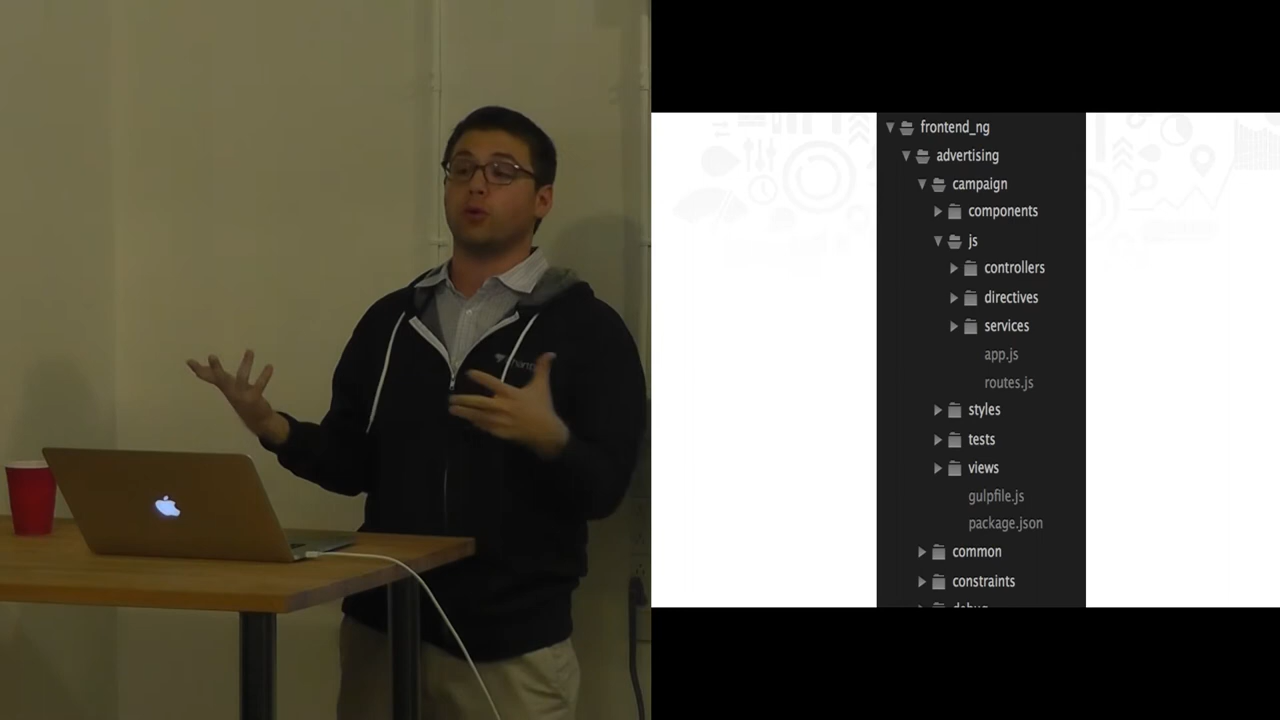 frontend_ng
advertising
campaign
components
js
controllers
directives
services
app.js
routes.js
styles
tests
views
gulpfile.js
package.json
common
constraints